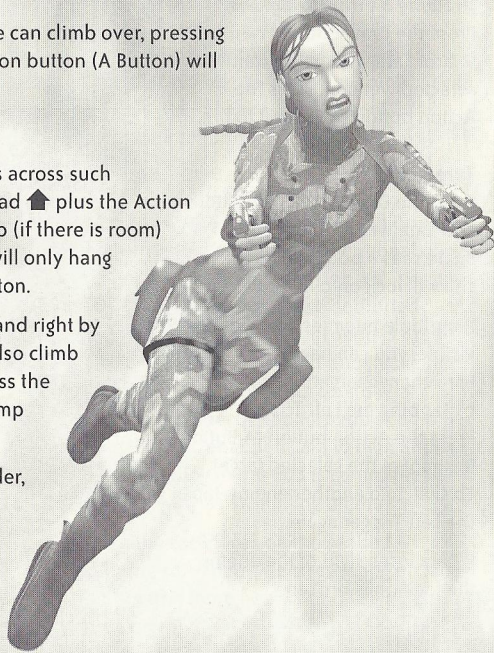 e can climb over, pressing
on button (A Button) will
s across such
ad ⬆ plus the Action
o (if there is room)
will only hang
ton.
and right by
lso climb
ss the
mp
der,